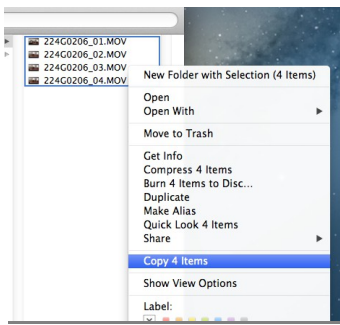 224G0206_01.MOV
224G0206_02.MOV
224G0206_03.MOV
224G0206_04.MOV
New Folder with Selection (4 Items)
Open
Open With
Move to Trash
Get Info
Compress 4 Items
Burn 4 Items to Disc...
Duplicate
Make Alias
Quick Look 4 Items
Share
Copy 4 Items
Show View Options
Label: